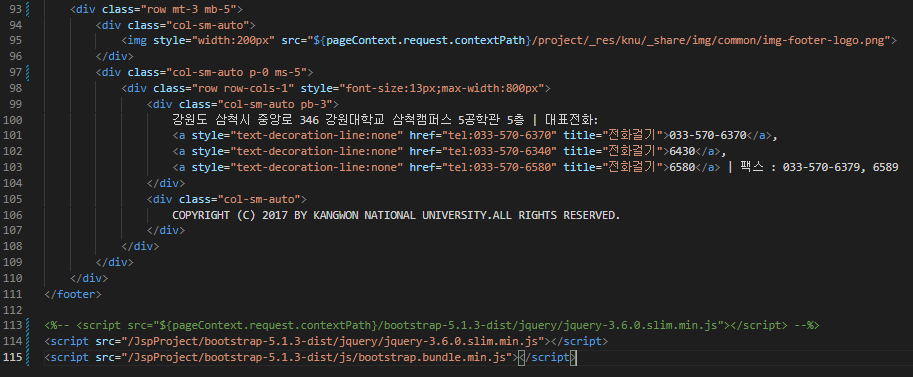 93 <div class="row mt-3 mb-5">
94 <div class="col-sm-auto">
95 <img style="width:200px" src="${pageContext.request.contextPath}/project/_res/knu/_share/img/common/img-footer-logo.png">
96 </div>
97 <div class="col-sm-auto p-0 ms-5">
98 <div class="row row-cols-1" style="font-size:13px;max-width:800px">
99 <div class="col-sm-auto pb-3">
100 강원도 삼척시 중앙로 346 강원대학교 삼척캠퍼스 5공학관 5층 | 대표전화:
101 <a style="text-decoration-line:none" href="tel:033-570-6370" title="전화걸기">033-570-6370</a>,
102 <a style="text-decoration-line:none" href="tel:033-570-6340" title="전화걸기">6430</a>,
103 <a style="text-decoration-line:none" href="tel:033-570-6580" title="전화걸기">6580</a> | 팩스 : 033-570-6379, 6589
104 </div>
105 <div class="col-sm-auto">
106 COPYRIGHT (C) 2017 BY KANGWON NATIONAL UNIVERSITY.ALL RIGHTS RESERVED.
107 </div>
108 </div>
109 </div>
110 </div>
111 </footer>
112
113 <%-- <script src="${pageContext.request.contextPath}/bootstrap-5.1.3-dist/jquery/jquery-3.6.0.slim.min.js"></script> --%>
114 <script src="/JspProject/bootstrap-5.1.3-dist/jquery/jquery-3.6.0.slim.min.js"></script>
115 <script src="/JspProject/bootstrap-5.1.3-dist/js/bootstrap.bundle.min.js"></script>